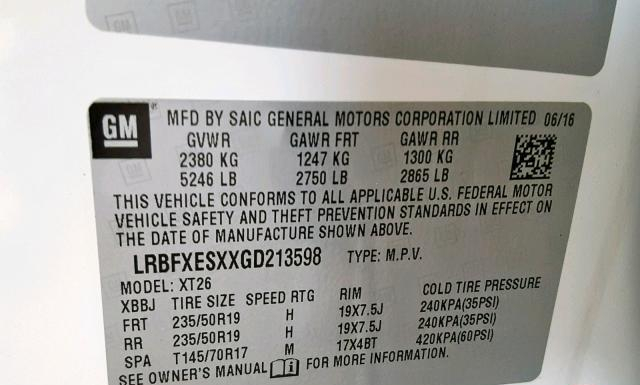 GM
GM MFD BY SAIC GENERAL MOTORS CORPORATION LIMITED 06/16
GVWR GAWR FRT GAWR RR
2380 KG 1247 KG 1300 KG
5246 LB 2750 LB 2865 LB
THIS VEHICLE CONFORMS TO ALL APPLICABLE U.S. FEDERAL MOTOR
VEHICLE SAFETY AND THEFT PREVENTION STANDARDS IN EFFECT ON
THE DATE OF MANUFACTURE SHOWN ABOVE.
LRBFXESXXGD213598 TYPE: M.P.V.
MODEL: XT26
XBBJ TIRE SIZE SPEED RTG RIM COLD TIRE PRESSURE
FRT 235/50R19 H 19X7.5J 240KPA(35PSI)
RR 235/50R19 H 19X7.5J 240KPA(35PSI)
SPA T145/70R17 M 17X4BT 420KPA(60PSI)
SEE OWNER'S MANUAL FOR MORE INFORMATION.